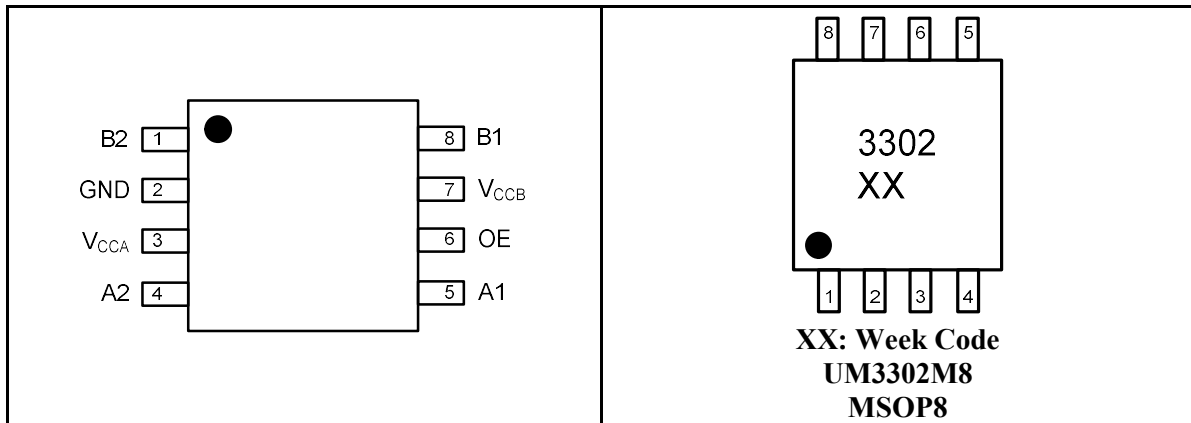 B2 1 8 B1
GND 2 7 VCCB
VCCA 3 6 OE
A2 4 5 A1
8 7 6 5
3302
XX
1 2 3 4
XX: Week Code
UM3302M8
MSOP8